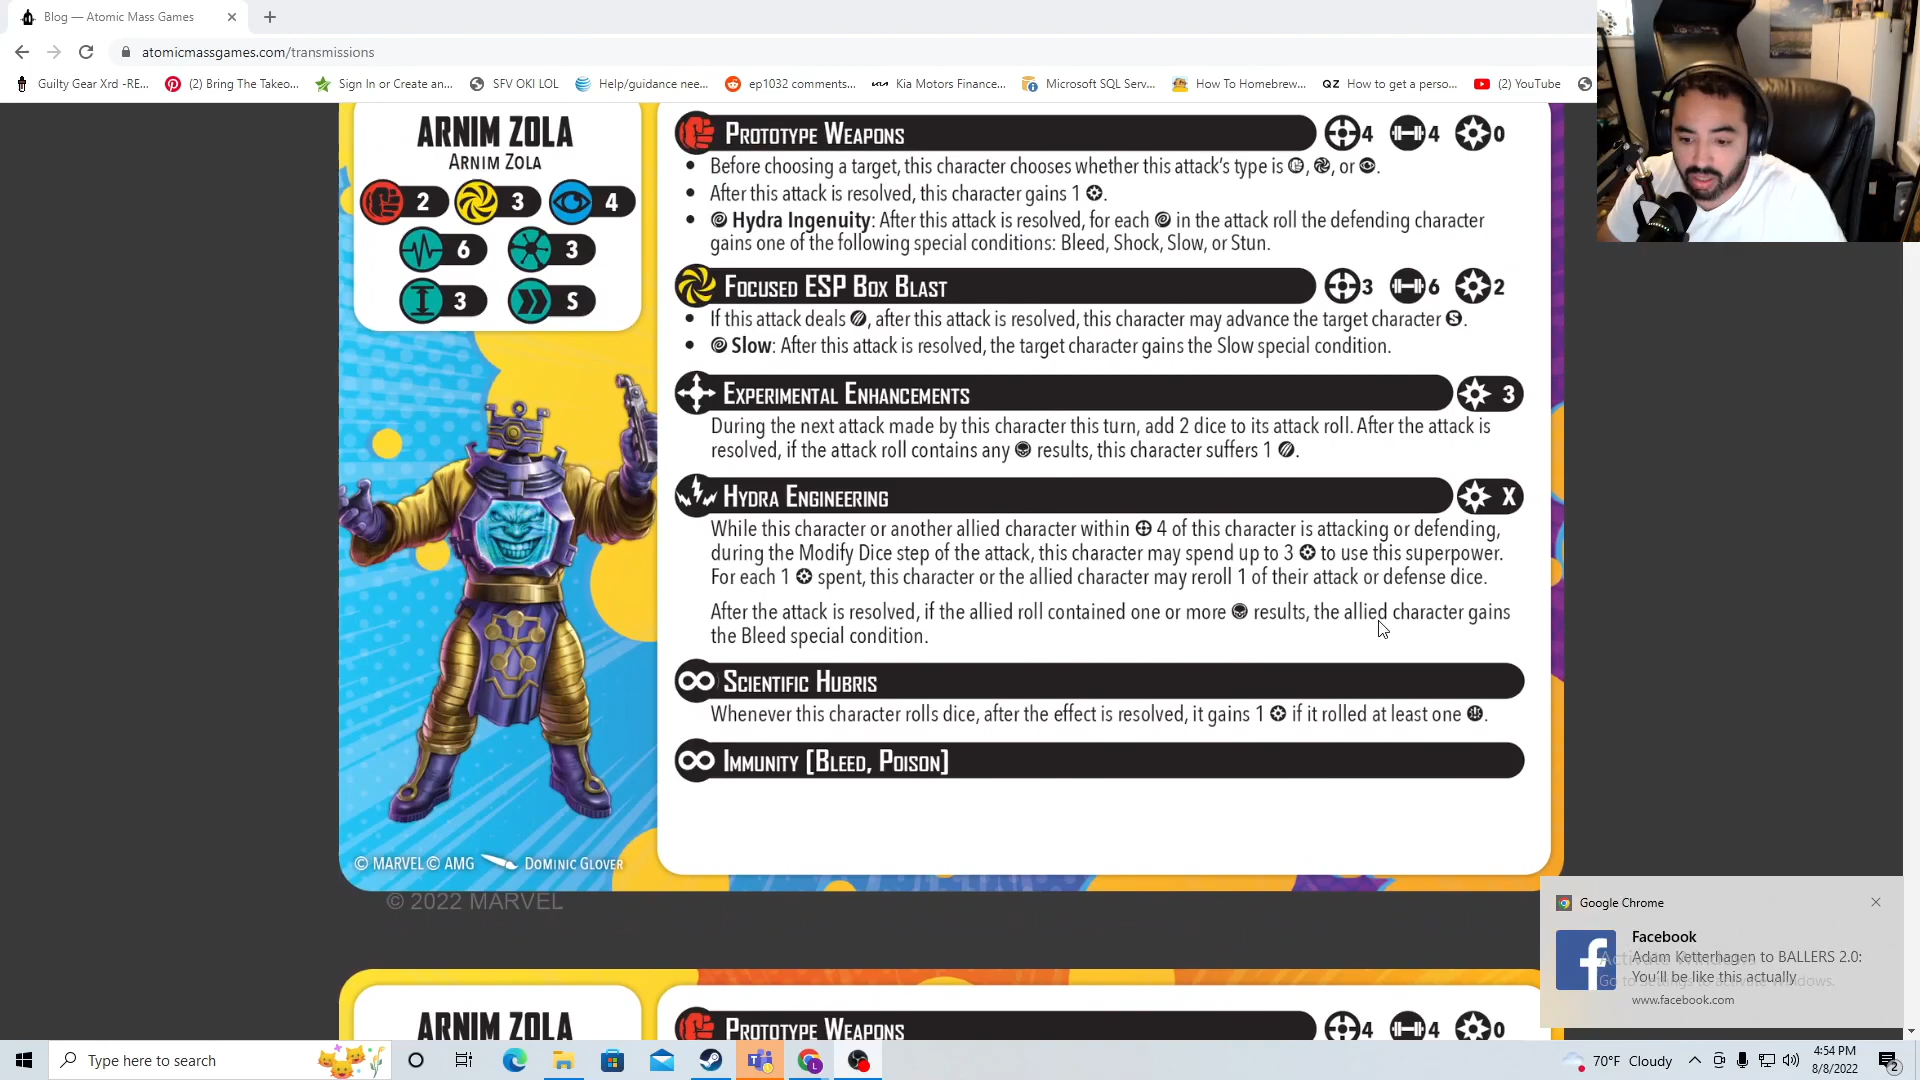 Blog — Atomic Mass Games
atomicmassgames.com/transmissions
Guilty Gear Xrd -RE...
(2) Bring The Takeo...
Sign In or Create an...
SFV OKI LOL
Help/guidance nee...
ep1032 comments...
Kia Motors Finance...
Microsoft SQL Serv...
How To Homebrew...
QZ How to get a perso...
(2) YouTube
ARNIM ZOLA
ARNIM ZOLA
2 3 4
6 3
3 S
PROTOTYPE WEAPONS 4 4 0
• Before choosing a target, this character chooses whether this attack's type is , , or .
• After this attack is resolved, this character gains 1 .
• Hydra Ingenuity: After this attack is resolved, for each in the attack roll the defending character
gains one of the following special conditions: Bleed, Shock, Slow, or Stun.
FOCUSED ESP BOX BLAST 3 6 2
• If this attack deals , after this attack is resolved, this character may advance the target character S.
• Slow: After this attack is resolved, the target character gains the Slow special condition.
EXPERIMENTAL ENHANCEMENTS 3
During the next attack made by this character this turn, add 2 dice to its attack roll. After the attack is
resolved, if the attack roll contains any results, this character suffers 1 .
HYDRA ENGINEERING X
While this character or another allied character within 4 of this character is attacking or defending,
during the Modify Dice step of the attack, this character may spend up to 3 to use this superpower.
For each 1 spent, this character or the allied character may reroll 1 of their attack or defense dice.
After the attack is resolved, if the allied roll contained one or more results, the allied character gains
the Bleed special condition.
SCIENTIFIC HUBRIS
Whenever this character rolls dice, after the effect is resolved, it gains 1 if it rolled at least one .
IMMUNITY [BLEED, POISON]
© MARVEL © AMG DOMINIC GLOVER
© 2022 MARVEL
ARNIM ZOLA
PROTOTYPE WEAPONS 4 4 0
Google Chrome
Facebook
Adam Ketterhagen to BALLERS 2.0:
You'll be like this actually
www.facebook.com
Activate Windows
Go to Settings to activate Windows.
Type here to search
70°F Cloudy
4:54 PM
8/8/2022
2